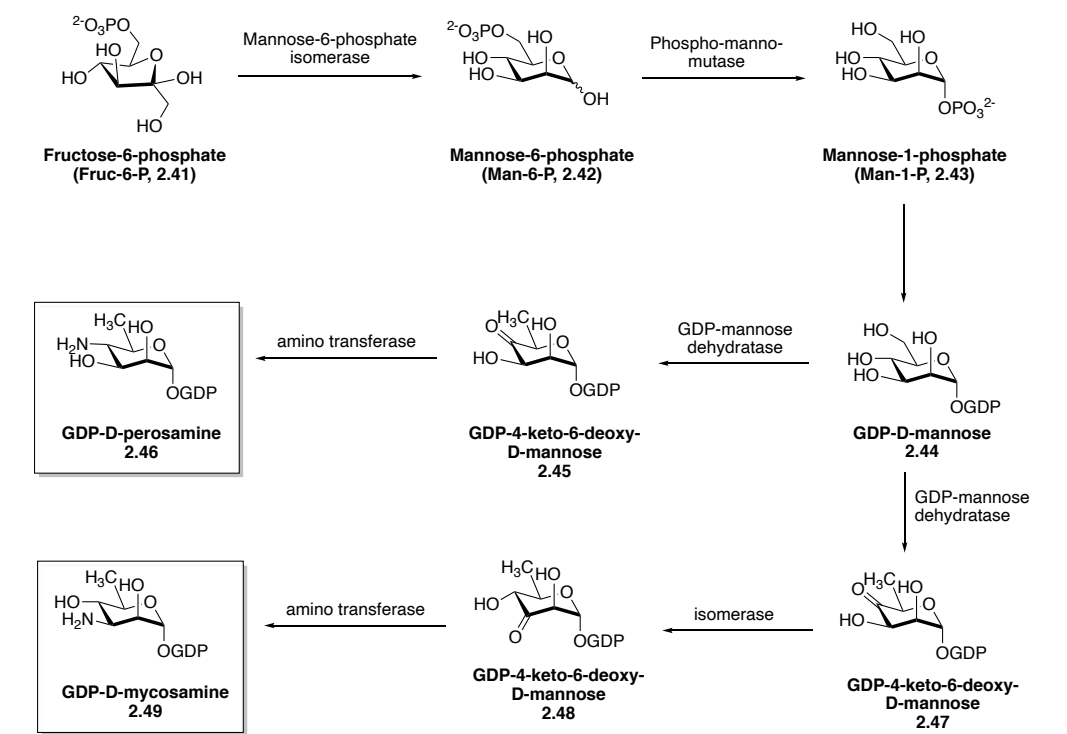 2-O3PO
HO
O
HO
OH
HO
Fructose-6-phosphate
(Fruc-6-P, 2.41)
Mannose-6-phosphate
isomerase
2-O3PO
HO
HO
O
HO
OH
Mannose-6-phosphate
(Man-6-P, 2.42)
Phospho-manno-
mutase
HO
HO
HO
O
HO
OPO32-
Mannose-1-phosphate
(Man-1-P, 2.43)
H3C
HO
H2N
O
HO
OGDP
GDP-D-perosamine
2.46
amino transferase
H3C
O
HO
O
HO
OGDP
GDP-4-keto-6-deoxy-
D-mannose
2.45
GDP-mannose
dehydratase
HO
HO
HO
O
HO
OGDP
GDP-D-mannose
2.44
GDP-mannose
dehydratase
H3C
HO
HO
O
H2N
OGDP
GDP-D-mycosamine
2.49
amino transferase
H3C
HO
O
HO
O
OGDP
GDP-4-keto-6-deoxy-
D-mannose
2.48
isomerase
H3C
O
HO
O
HO
OGDP
GDP-4-keto-6-deoxy-
D-mannose
2.47